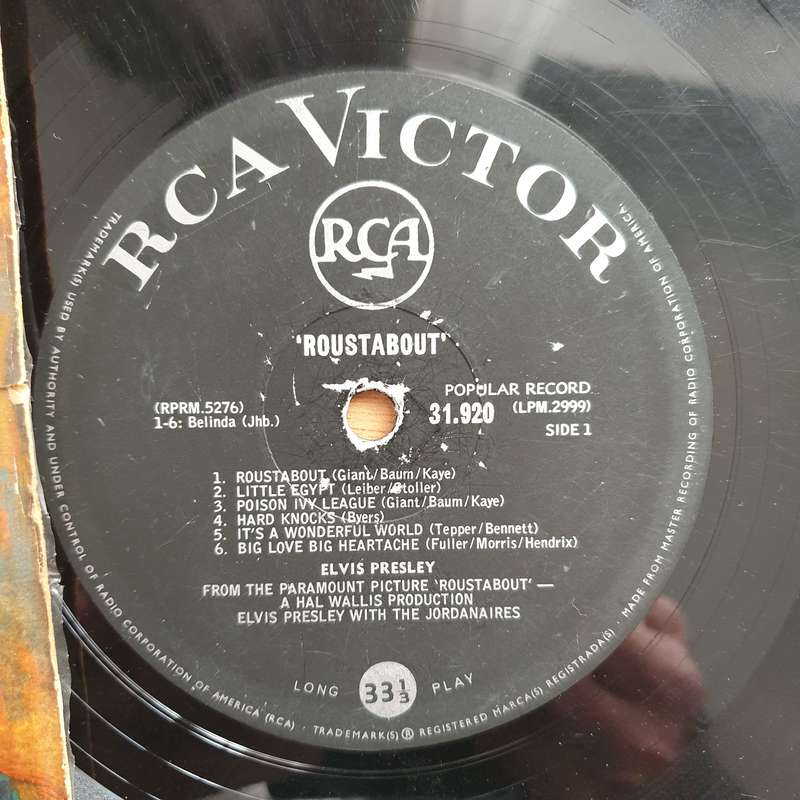 RCA VICTOR
RCA
'ROUSTABOUT'
POPULAR RECORD
(RPRM.5276)
31.920 (LPM.2999)
1-6: Belinda (Jhb.)
SIDE 1
1. ROUSTABOUT (Giant/Baum/Kaye)
2. LITTLE EGYPT (Leiber/Stoller)
3. POISON IVY LEAGUE (Giant/Baum/Kaye)
4. HARD KNOCKS (Byers)
5. IT'S A WONDERFUL WORLD (Tepper/Bennett)
6. BIG LOVE BIG HEARTACHE (Fuller/Morris/Hendrix)
ELVIS PRESLEY
FROM THE PARAMOUNT PICTURE 'ROUSTABOUT' —
A HAL WALLIS PRODUCTION
ELVIS PRESLEY WITH THE JORDANAIRES
LONG 33 1/3 PLAY
TRADEMARK(S) USED BY AUTHORITY AND UNDER CONTROL OF RADIO CORPORATION OF AMERICA (RCA) · TRADEMARK(S) ® REGISTERED MARCA(S) REGISTRADA(S) · MADE FROM MASTER RECORDING OF RADIO CORPORATION OF AMERICA.